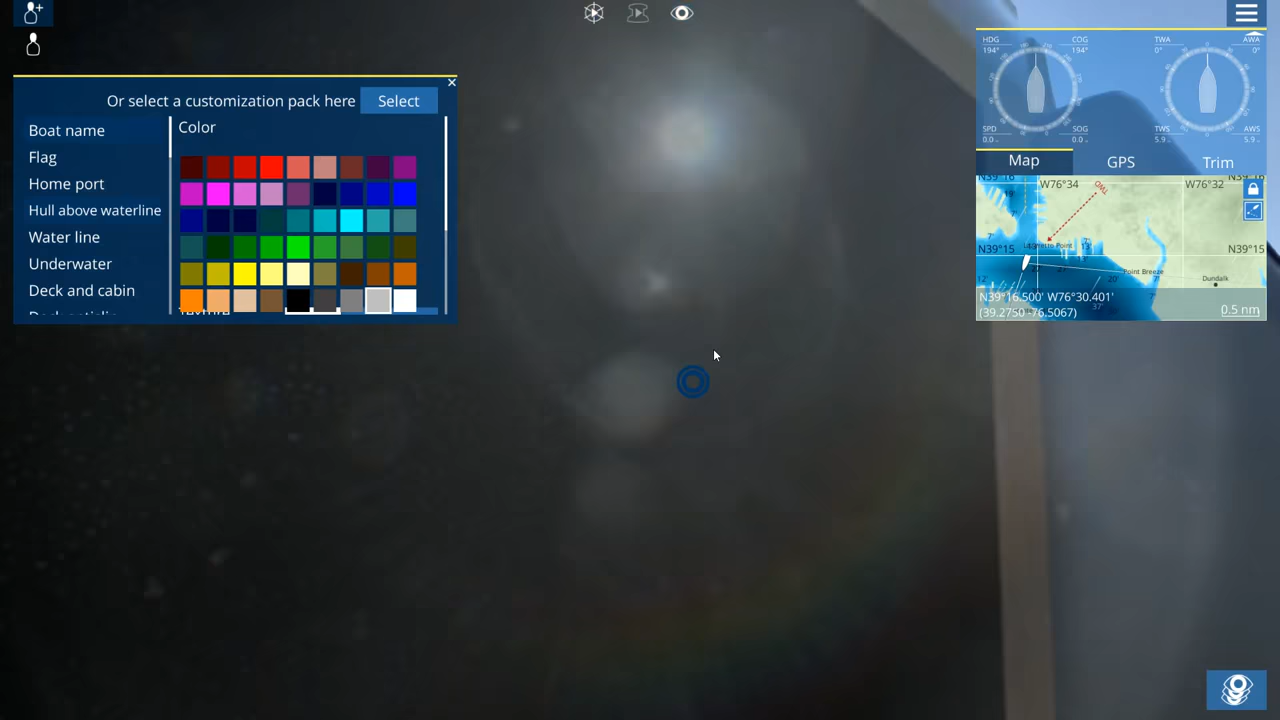 Or select a customization pack here
Select
Boat name
Flag
Home port
Hull above waterline
Water line
Underwater
Deck and cabin
Color
HDG
194°
COG
194°
TWA
0°
AWA
0°
SPD
0.0
SOG
0.0
TWS
5.9
AWS
5.9
Map
GPS
Trim
W76°34
W76°32
TWD
N39°15
N39°15
Point Breeze
Dundalk
N39°16.500' W76°30.401'
(39.2750 -76.5067)
0.5 nm